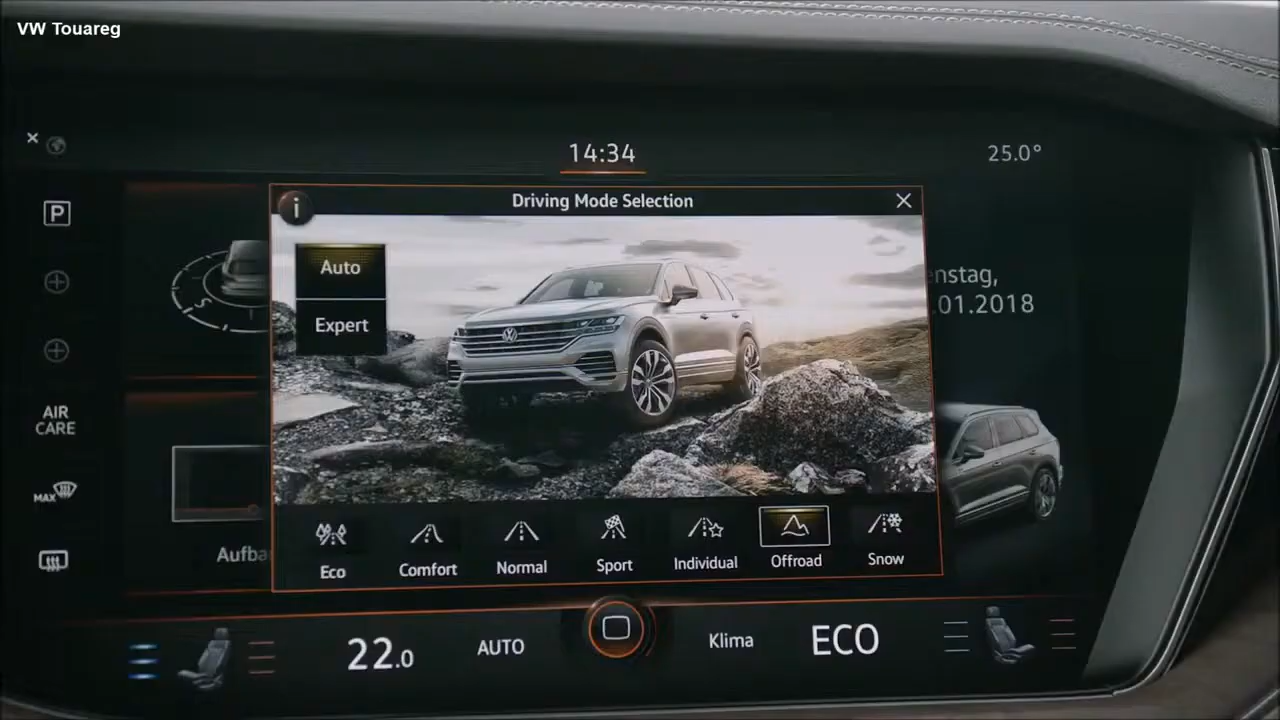 VW Touareg
14:34
25.0°
Driving Mode Selection
P
Auto
Expert
enstag,
.01.2018
AIR
CARE
MAX
Aufba
Eco
Comfort
Normal
Sport
Individual
Offroad
Snow
22.0
AUTO
Klima
ECO